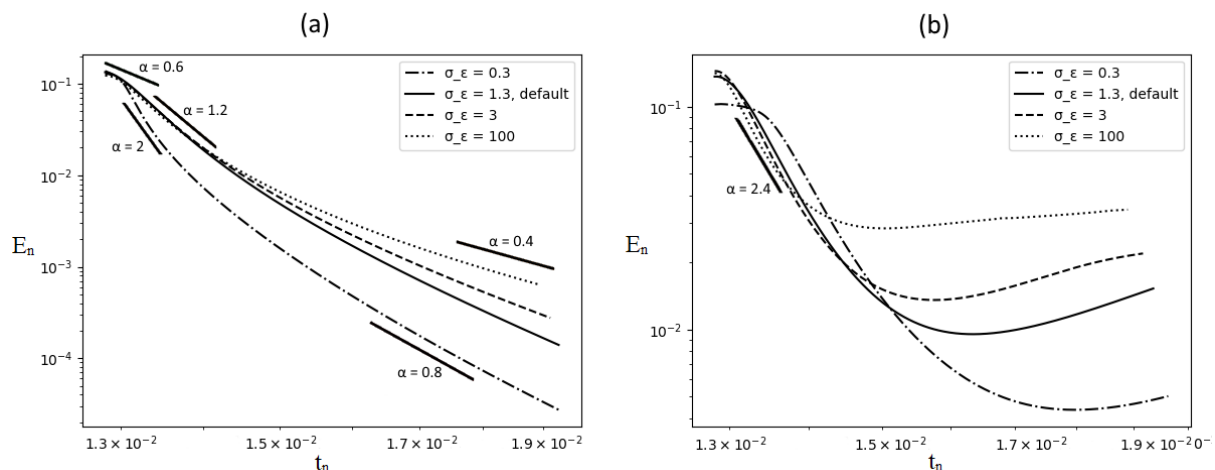 (a)
10⁻¹
10⁻²
10⁻³
10⁻⁴
Eₙ
α = 0.6
α = 1.2
α = 2
α = 0.4
α = 0.8
σ_ε = 0.3
σ_ε = 1.3, default
σ_ε = 3
σ_ε = 100
1.3 × 10⁻²
1.5 × 10⁻²
1.7 × 10⁻²
1.9 × 10⁻²
tₙ
(b)
10⁻¹
10⁻²
Eₙ
α = 2.4
σ_ε = 0.3
σ_ε = 1.3, default
σ_ε = 3
σ_ε = 100
1.3 × 10⁻²
1.5 × 10⁻²
1.7 × 10⁻²
1.9 × 10⁻²
tₙ